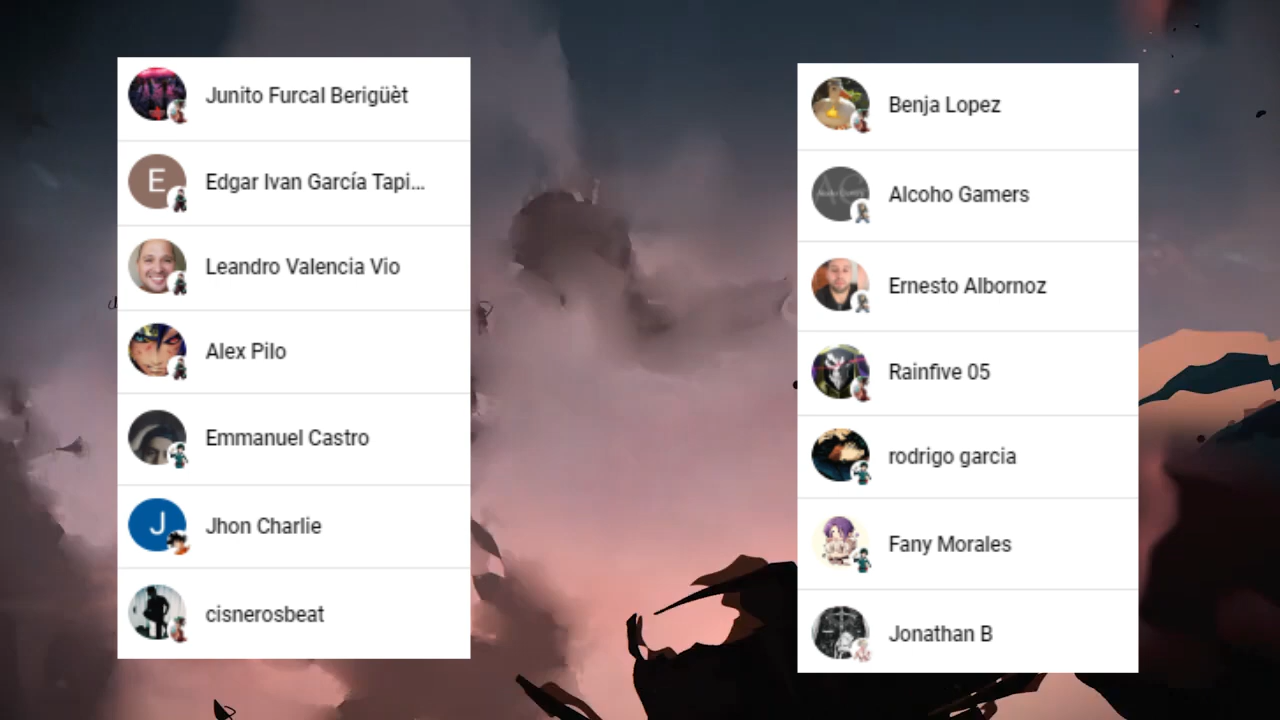 Junito Furcal Berigüèt
E
Edgar Ivan García Tapi...
Leandro Valencia Vio
Alex Pilo
Emmanuel Castro
J
Jhon Charlie
cisnerosbeat
Benja Lopez
AG
Alcoho Gamers
Ernesto Albornoz
Rainfive 05
rodrigo garcia
Fany Morales
Jonathan B